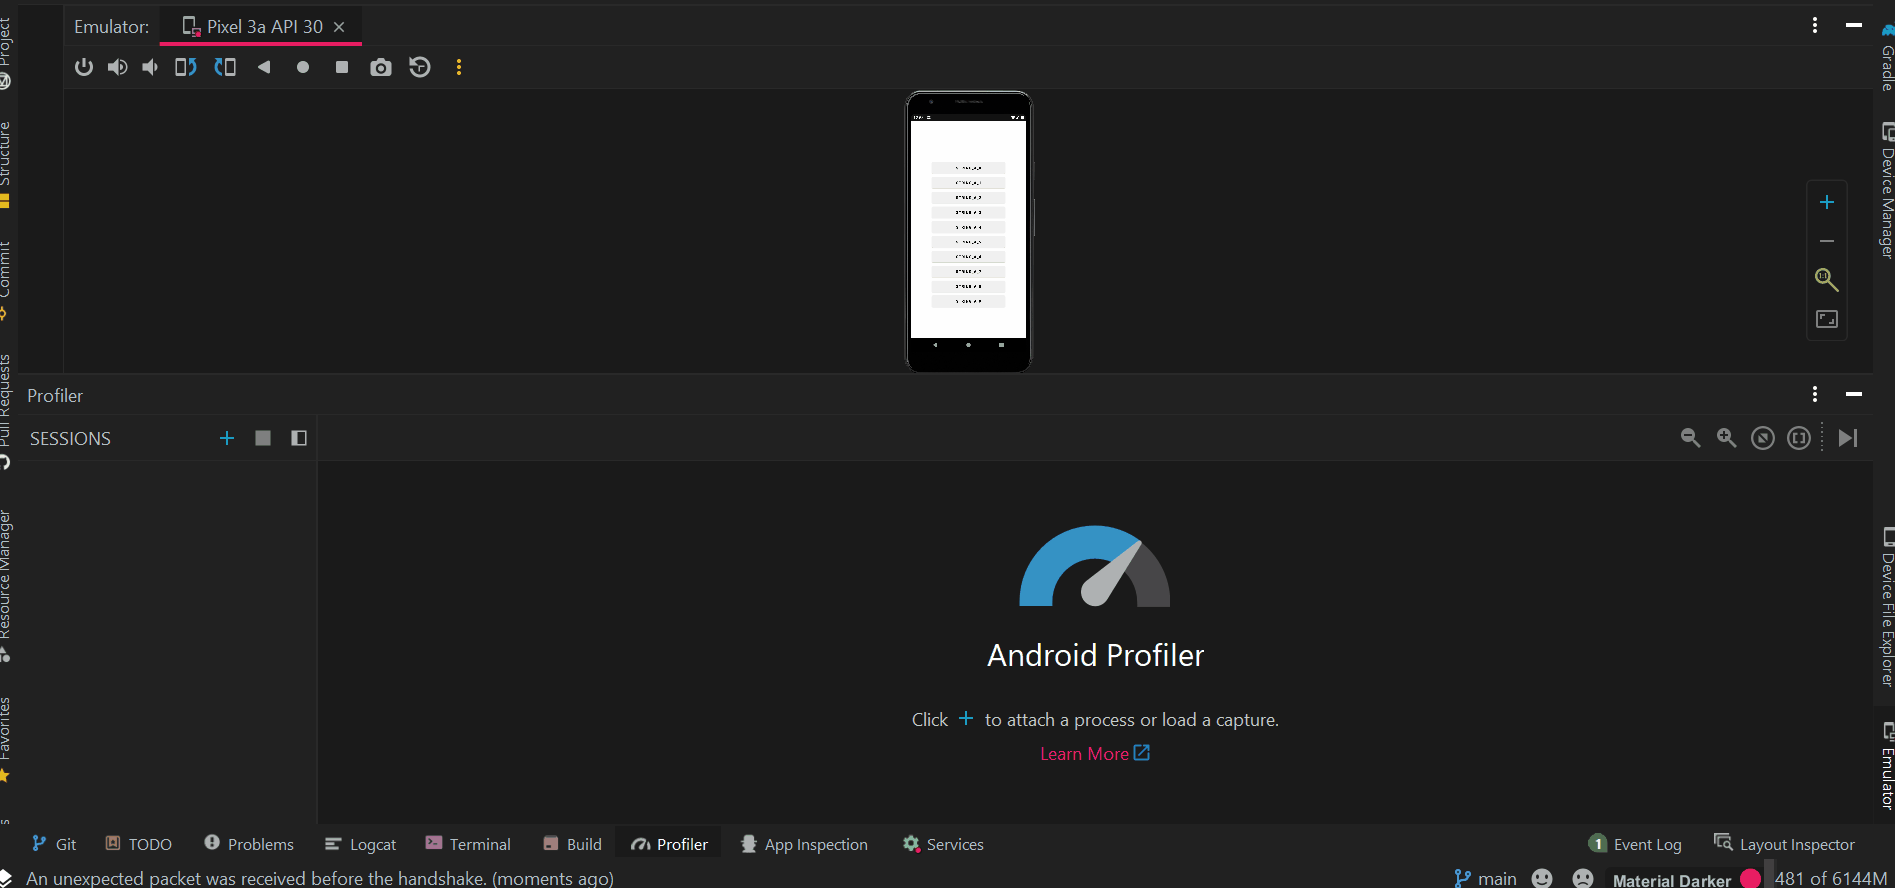 Emulator: Pixel 3a API 30
Profiler
SESSIONS
Android Profiler
Click + to attach a process or load a capture.
Learn More
Git TODO Problems Logcat Terminal Build Profiler App Inspection Services 1 Event Log Layout Inspector
An unexpected packet was received before the handshake. (moments ago) main Material Darker 481 of 6144M
Project
Structure
Commit
Pull Requests
Resource Manager
Favorites
Gradle
Device Manager
Device File Explorer
Emulator